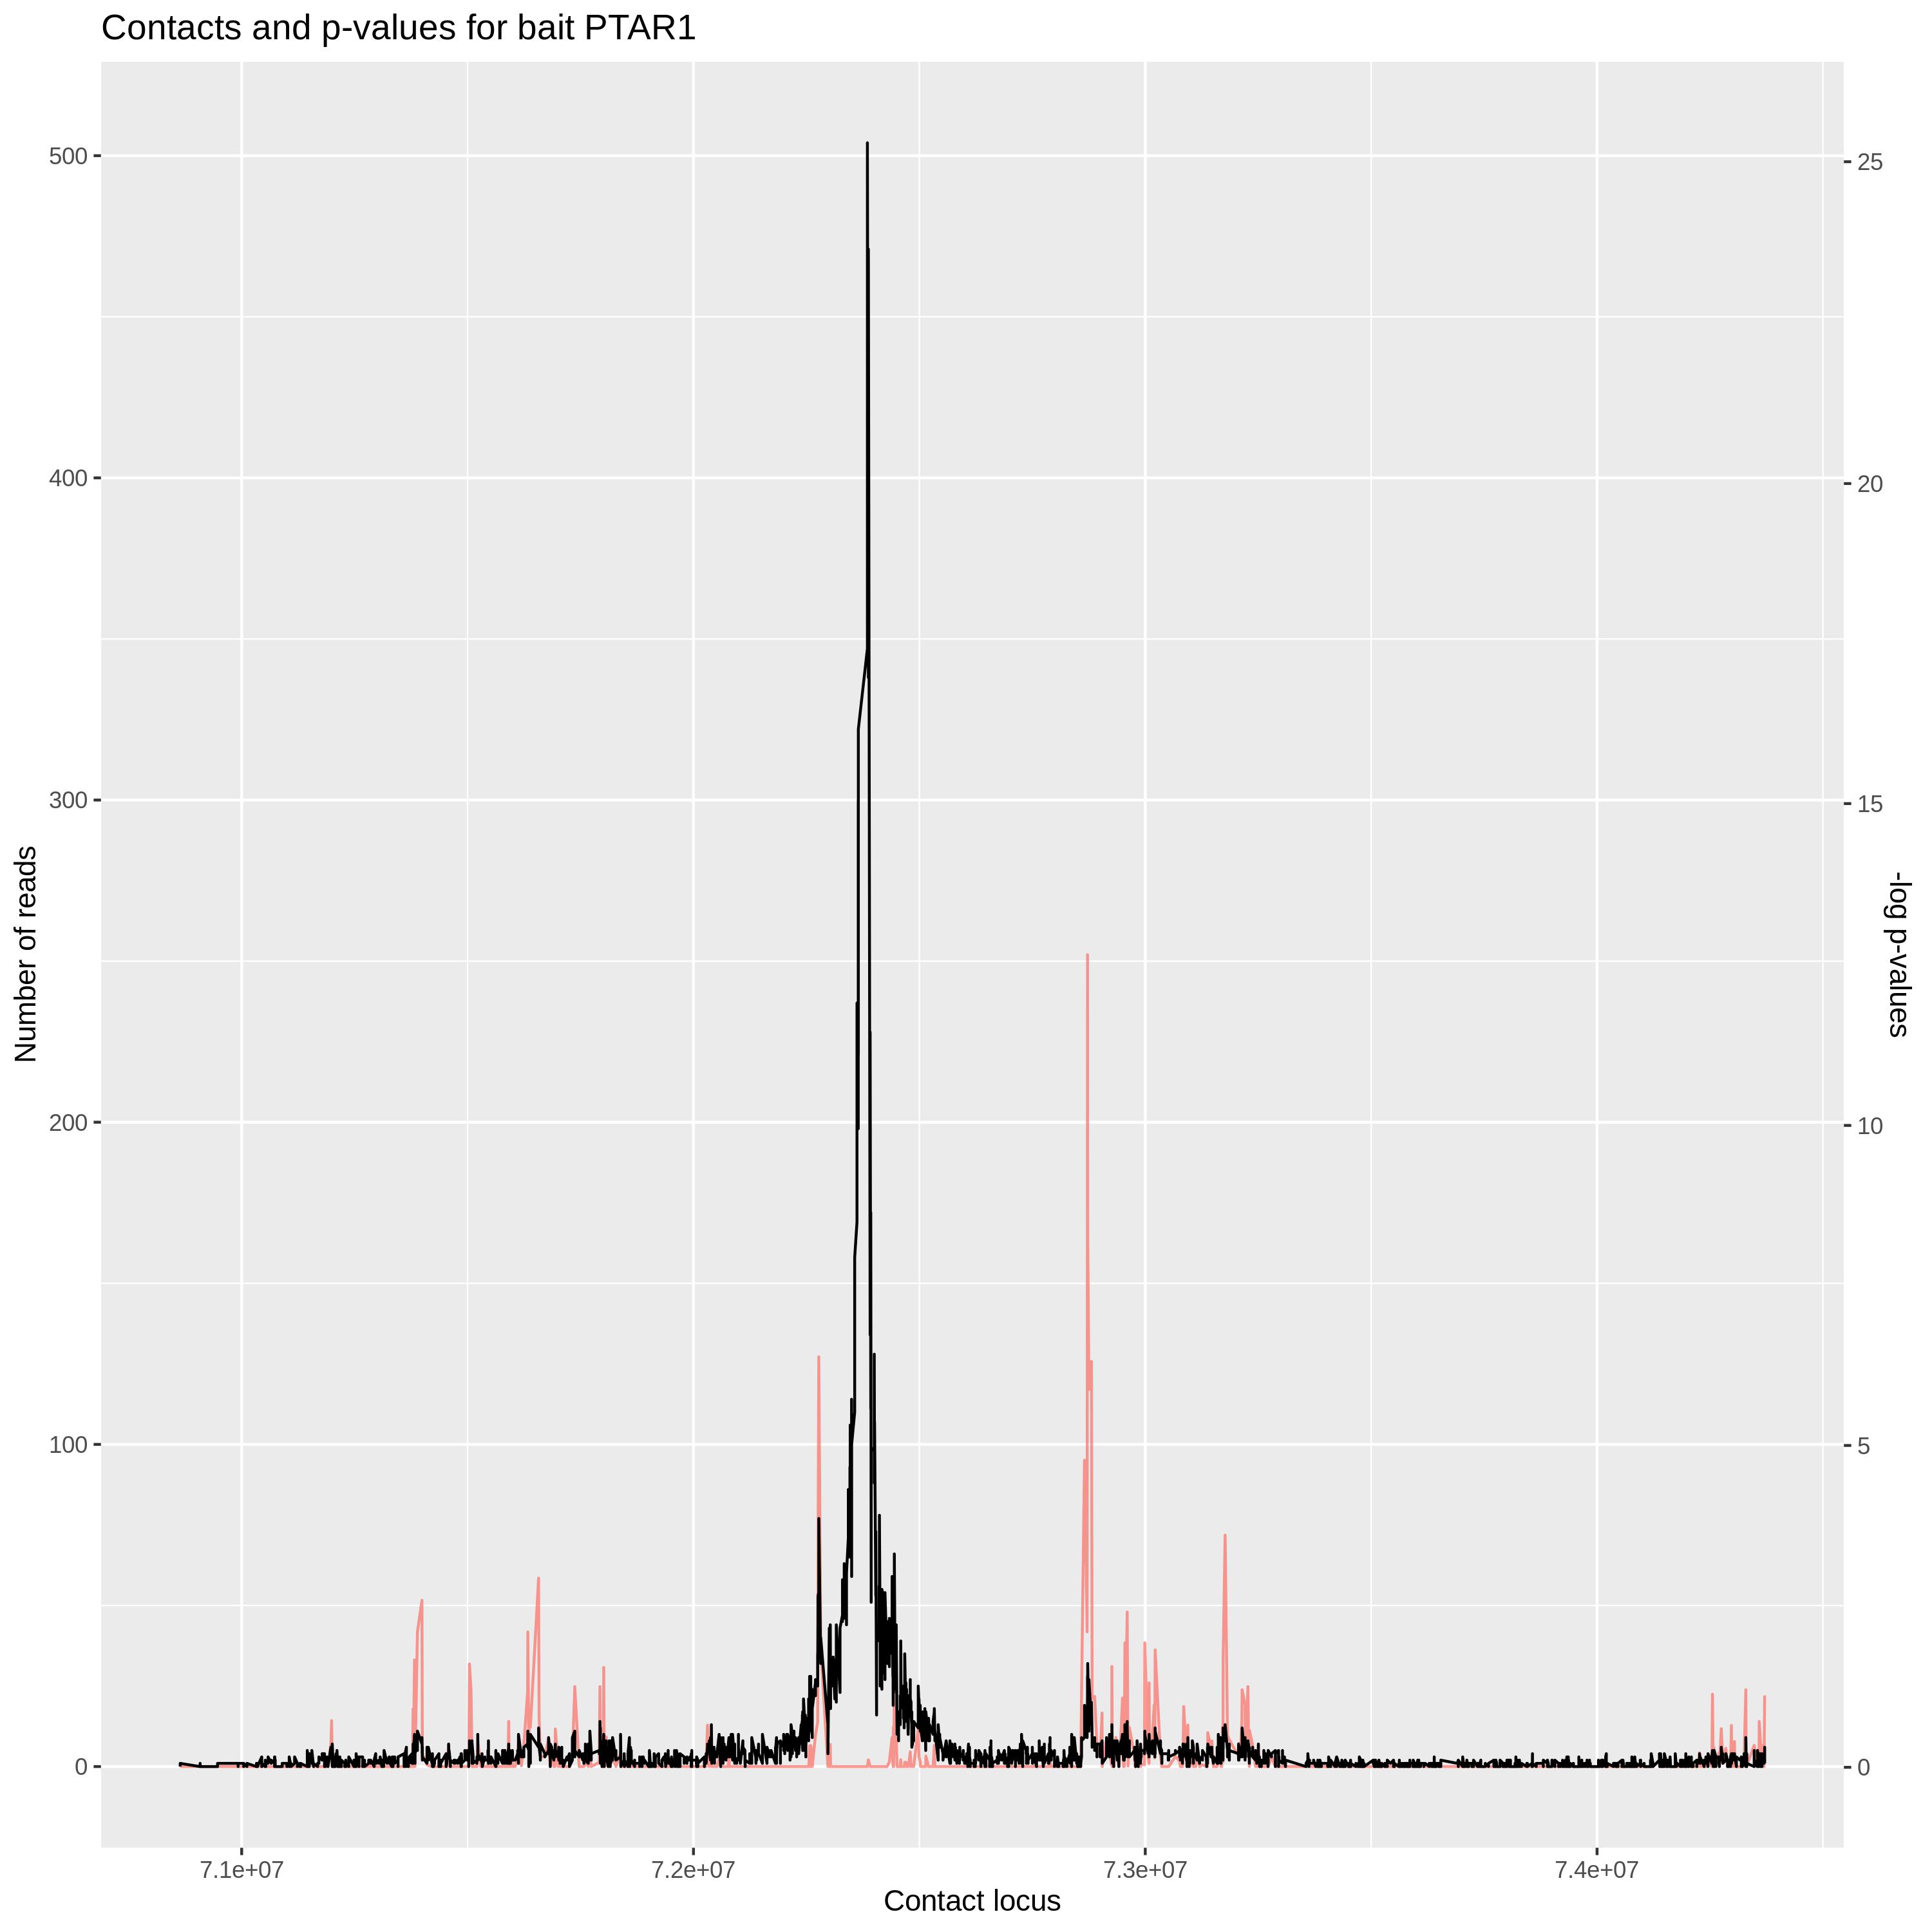 Contacts and p-values for bait PTAR1
500
400
300
200
100
0
Number of reads
25
20
15
10
5
0
-log p-values
7.1e+07
7.2e+07
7.3e+07
7.4e+07
Contact locus